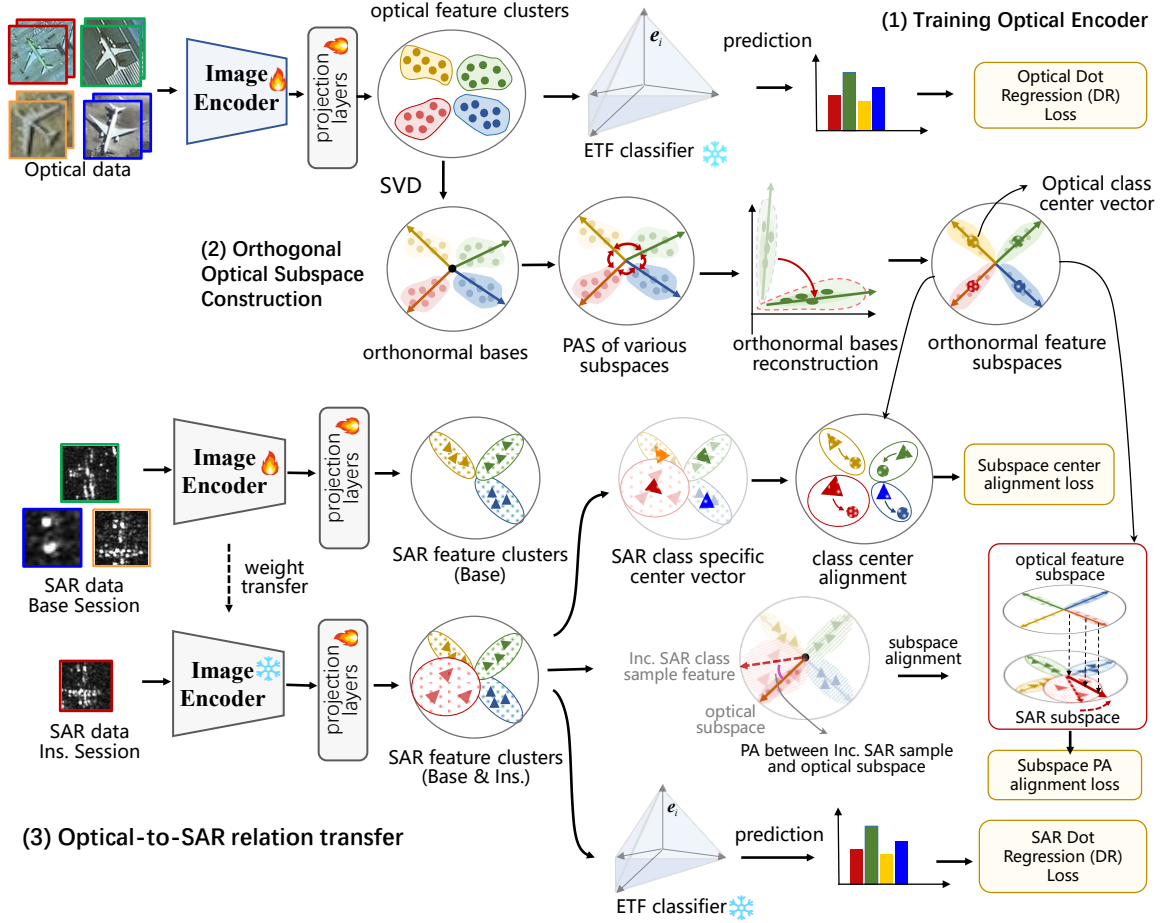 optical feature clusters
(1) Training Optical Encoder
Image
Encoder
projection
layers
e_i
prediction
Optical Dot
Regression (DR)
Loss
Optical data
ETF classifier
SVD
Optical class
center vector
(2) Orthogonal
Optical Subspace
Construction
orthonormal bases
PAS of various
subspaces
orthonormal bases
reconstruction
orthonormal feature
subspaces
Image
Encoder
projection
layers
Subspace center
alignment loss
SAR data
Base Session
weight
transfer
SAR feature clusters
(Base)
SAR class specific
center vector
class center
alignment
optical feature
subspace
Image
Encoder
projection
layers
Inc. SAR class
sample feature
subspace
alignment
optical
subspace
SAR subspace
SAR data
Ins. Session
SAR feature clusters
(Base & Ins.)
PA between Inc. SAR sample
and optical subspace
Subspace PA
alignment loss
(3) Optical-to-SAR relation transfer
e_i
prediction
SAR Dot
Regression (DR)
Loss
ETF classifier